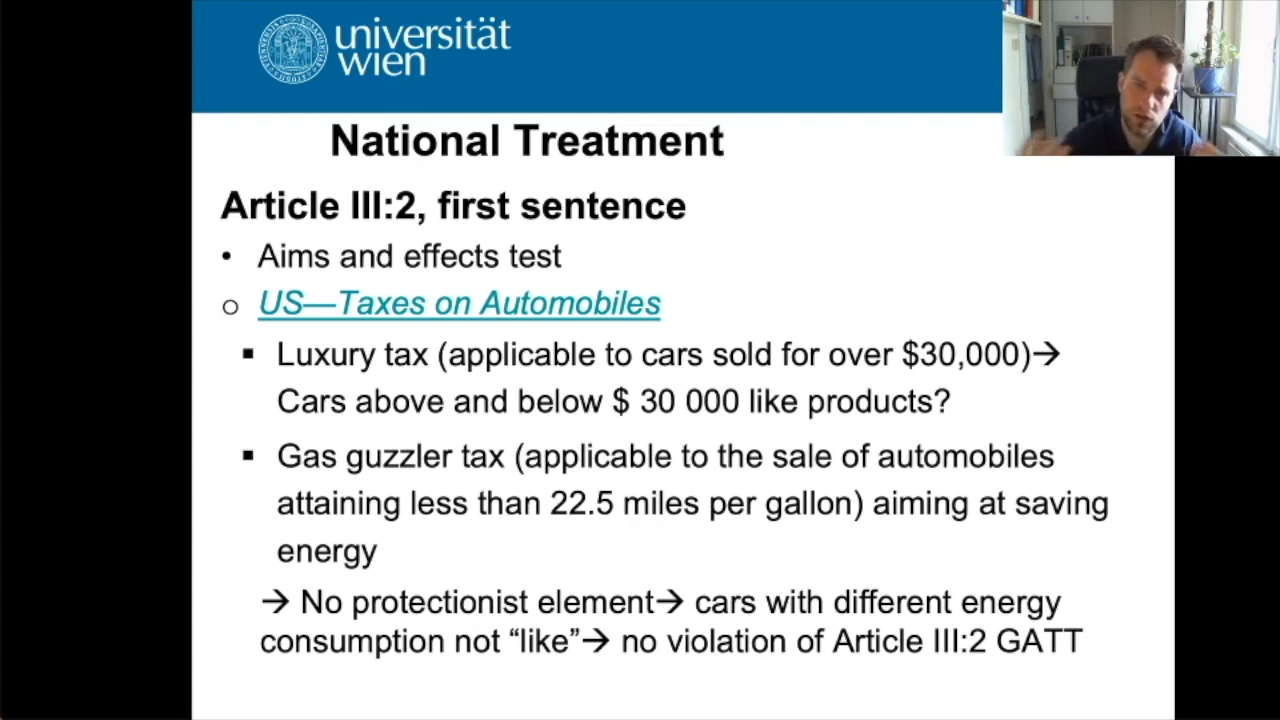 universität
wien
National Treatment
Article III:2, first sentence
• Aims and effects test
o US—Taxes on Automobiles
▪ Luxury tax (applicable to cars sold for over $30,000)→
Cars above and below $ 30 000 like products?
▪ Gas guzzler tax (applicable to the sale of automobiles
attaining less than 22.5 miles per gallon) aiming at saving
energy
→ No protectionist element→ cars with different energy
consumption not “like”→ no violation of Article III:2 GATT